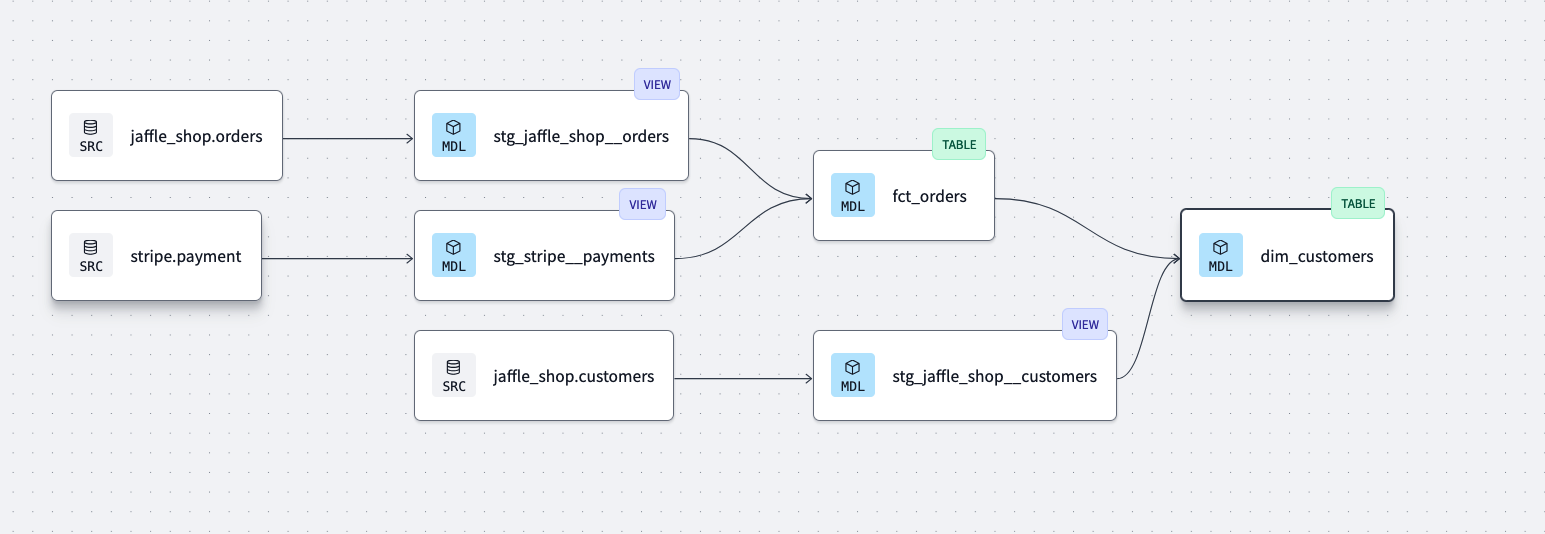 VIEW
SRC
jaffle_shop.orders
MDL
stg_jaffle_shop__orders
VIEW
SRC
stripe.payment
MDL
stg_stripe__payments
TABLE
MDL
fct_orders
TABLE
MDL
dim_customers
SRC
jaffle_shop.customers
VIEW
MDL
stg_jaffle_shop__customers